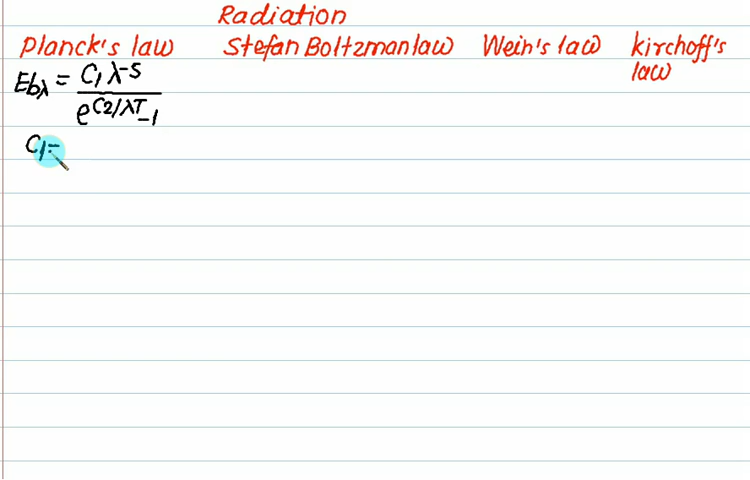 Radiation
Planck's law Stefan Boltzman law Wein's law kirchoff's law
Ebλ = C1 λ-5
e C2/λT -1
C1 =